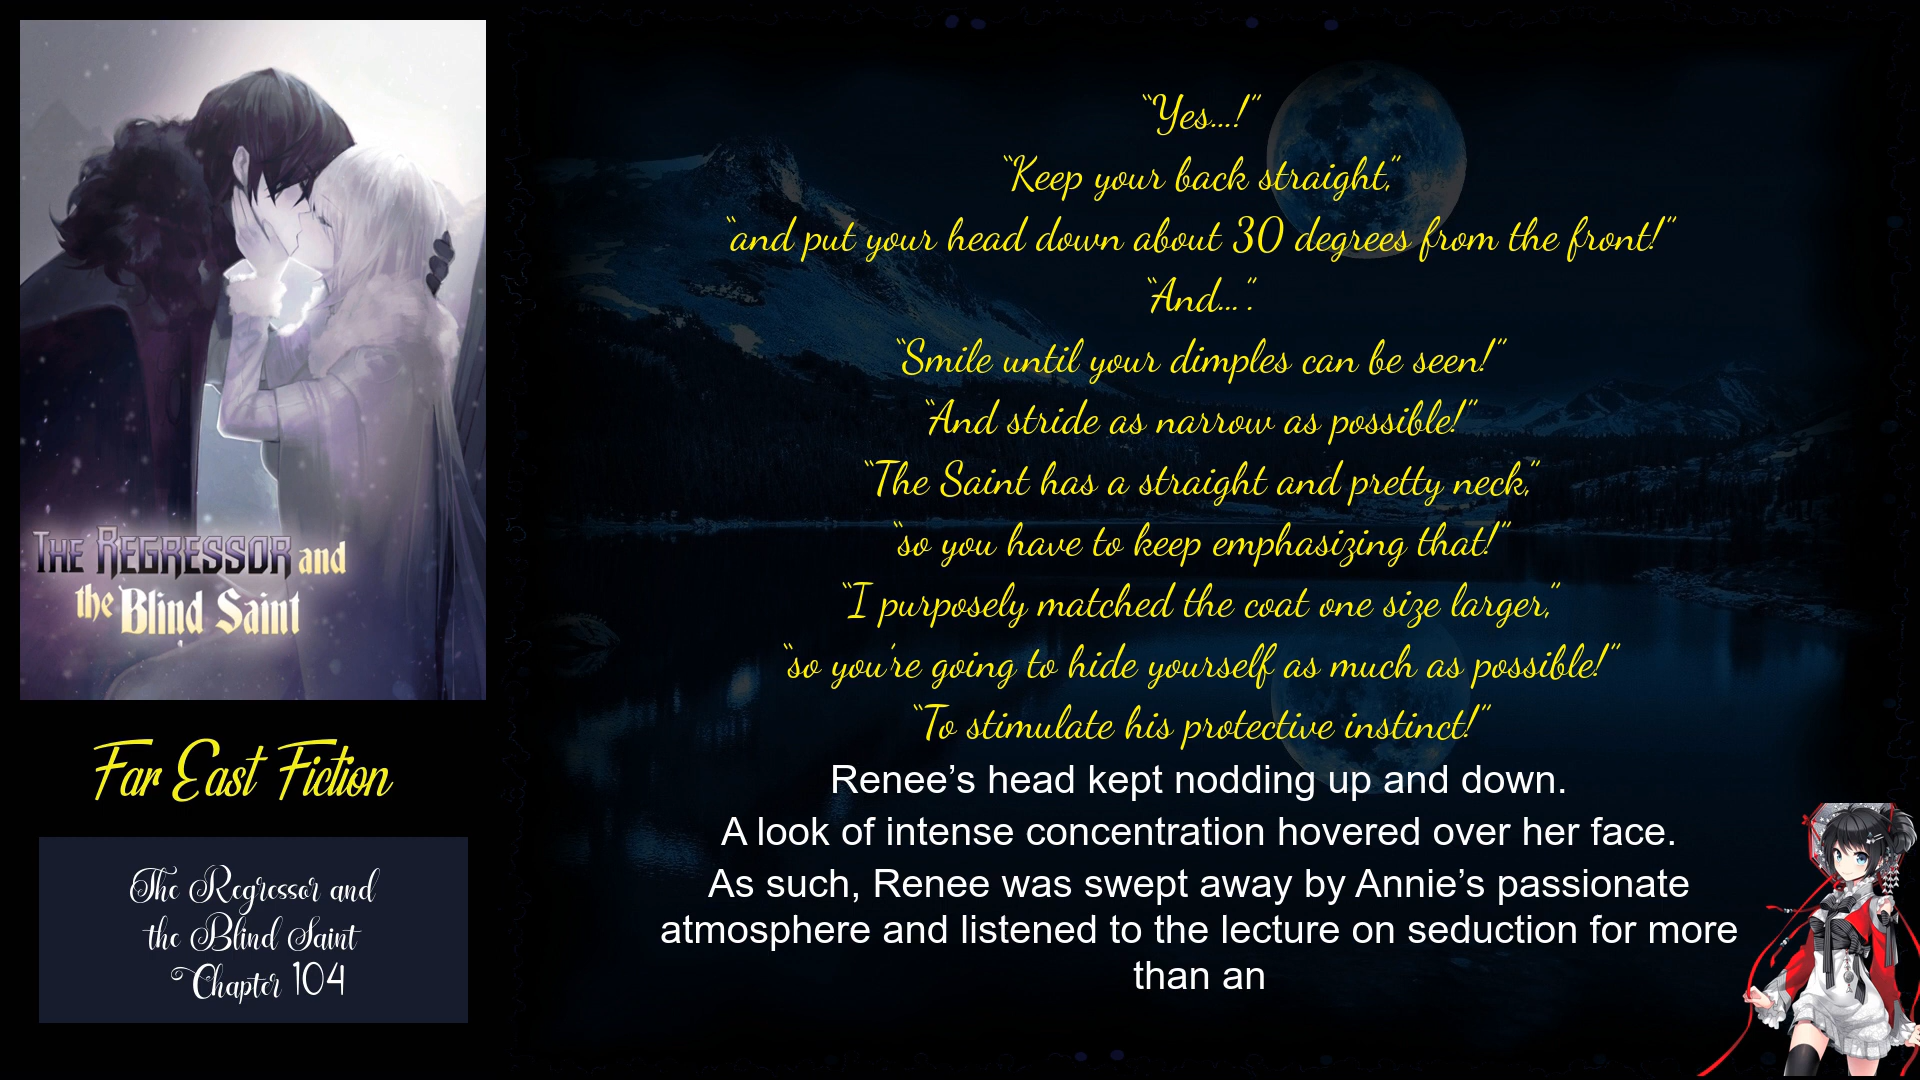 THE REGRESSOR and
the Blind Saint
Far East Fiction
The Regressor and
the Blind Saint
Chapter 104
“Yes...!”
“Keep your back straight,”
“and put your head down about 30 degrees from the front!”
“And...”.
“Smile until your dimples can be seen!”
“And stride as narrow as possible!”
“The Saint has a straight and pretty neck,”
“so you have to keep emphasizing that!”
“I purposely matched the coat one size larger,”
“so you’re going to hide yourself as much as possible!”
“To stimulate his protective instinct!”
Renee’s head kept nodding up and down.
A look of intense concentration hovered over her face.
As such, Renee was swept away by Annie’s passionate
atmosphere and listened to the lecture on seduction for more
than an